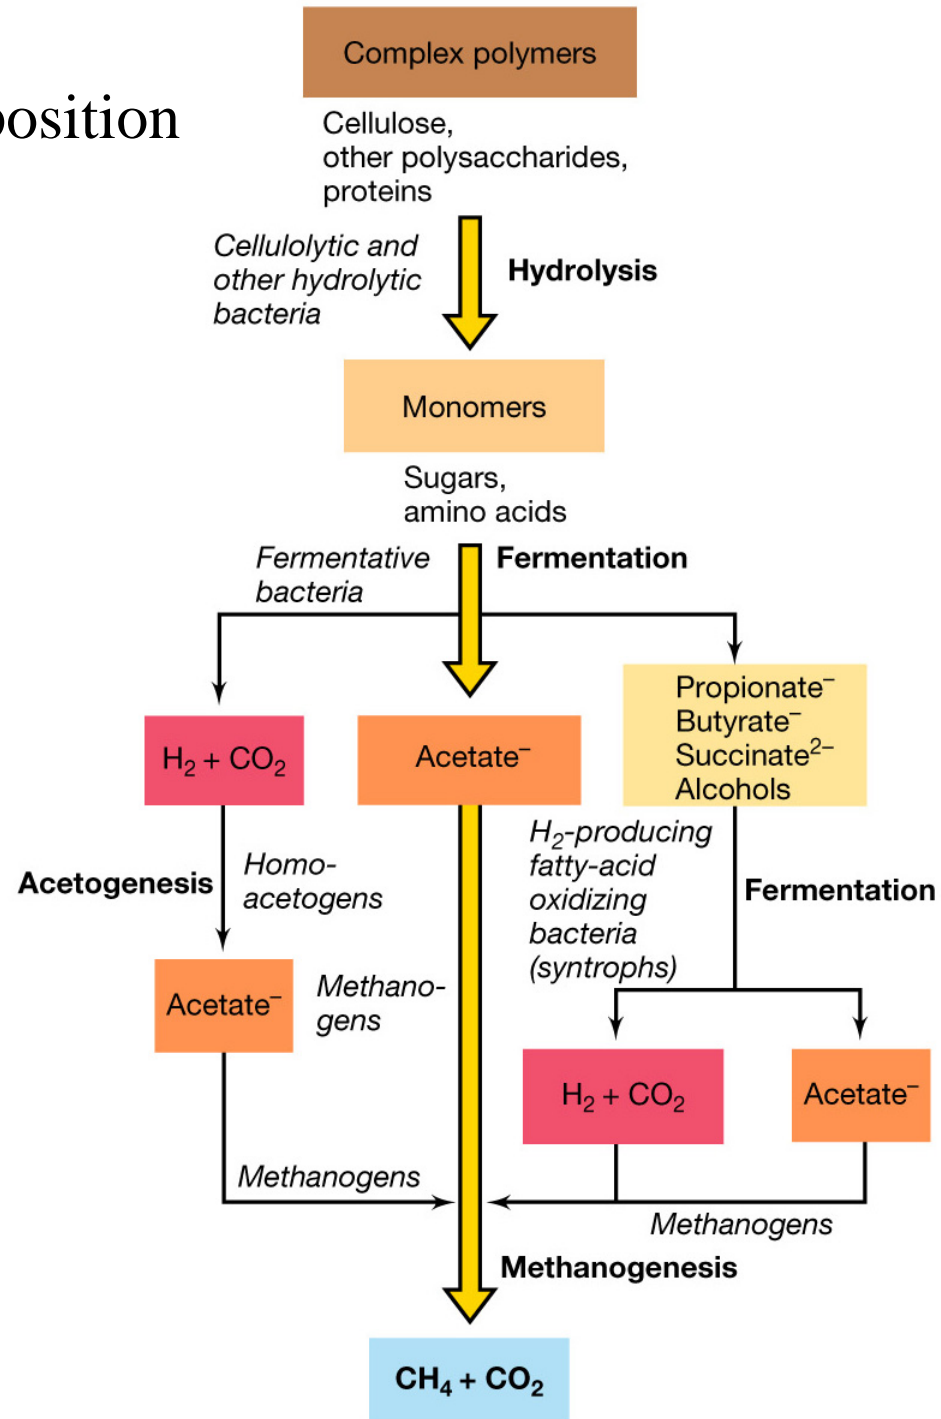 Complex polymers
position
Cellulose,
other polysaccharides,
proteins
Cellulolytic and
other hydrolytic
bacteria
Hydrolysis
Monomers
Sugars,
amino acids
Fermentative
bacteria
Fermentation
H₂ + CO₂
Acetate⁻
Propionate⁻
Butyrate⁻
Succinate²⁻
Alcohols
Acetogenesis
Homo-
acetogens
H₂-producing
fatty-acid
oxidizing
bacteria
(syntrophs)
Fermentation
Acetate⁻
Methano-
gens
H₂ + CO₂
Acetate⁻
Methanogens
Methanogens
Methanogenesis
CH₄ + CO₂